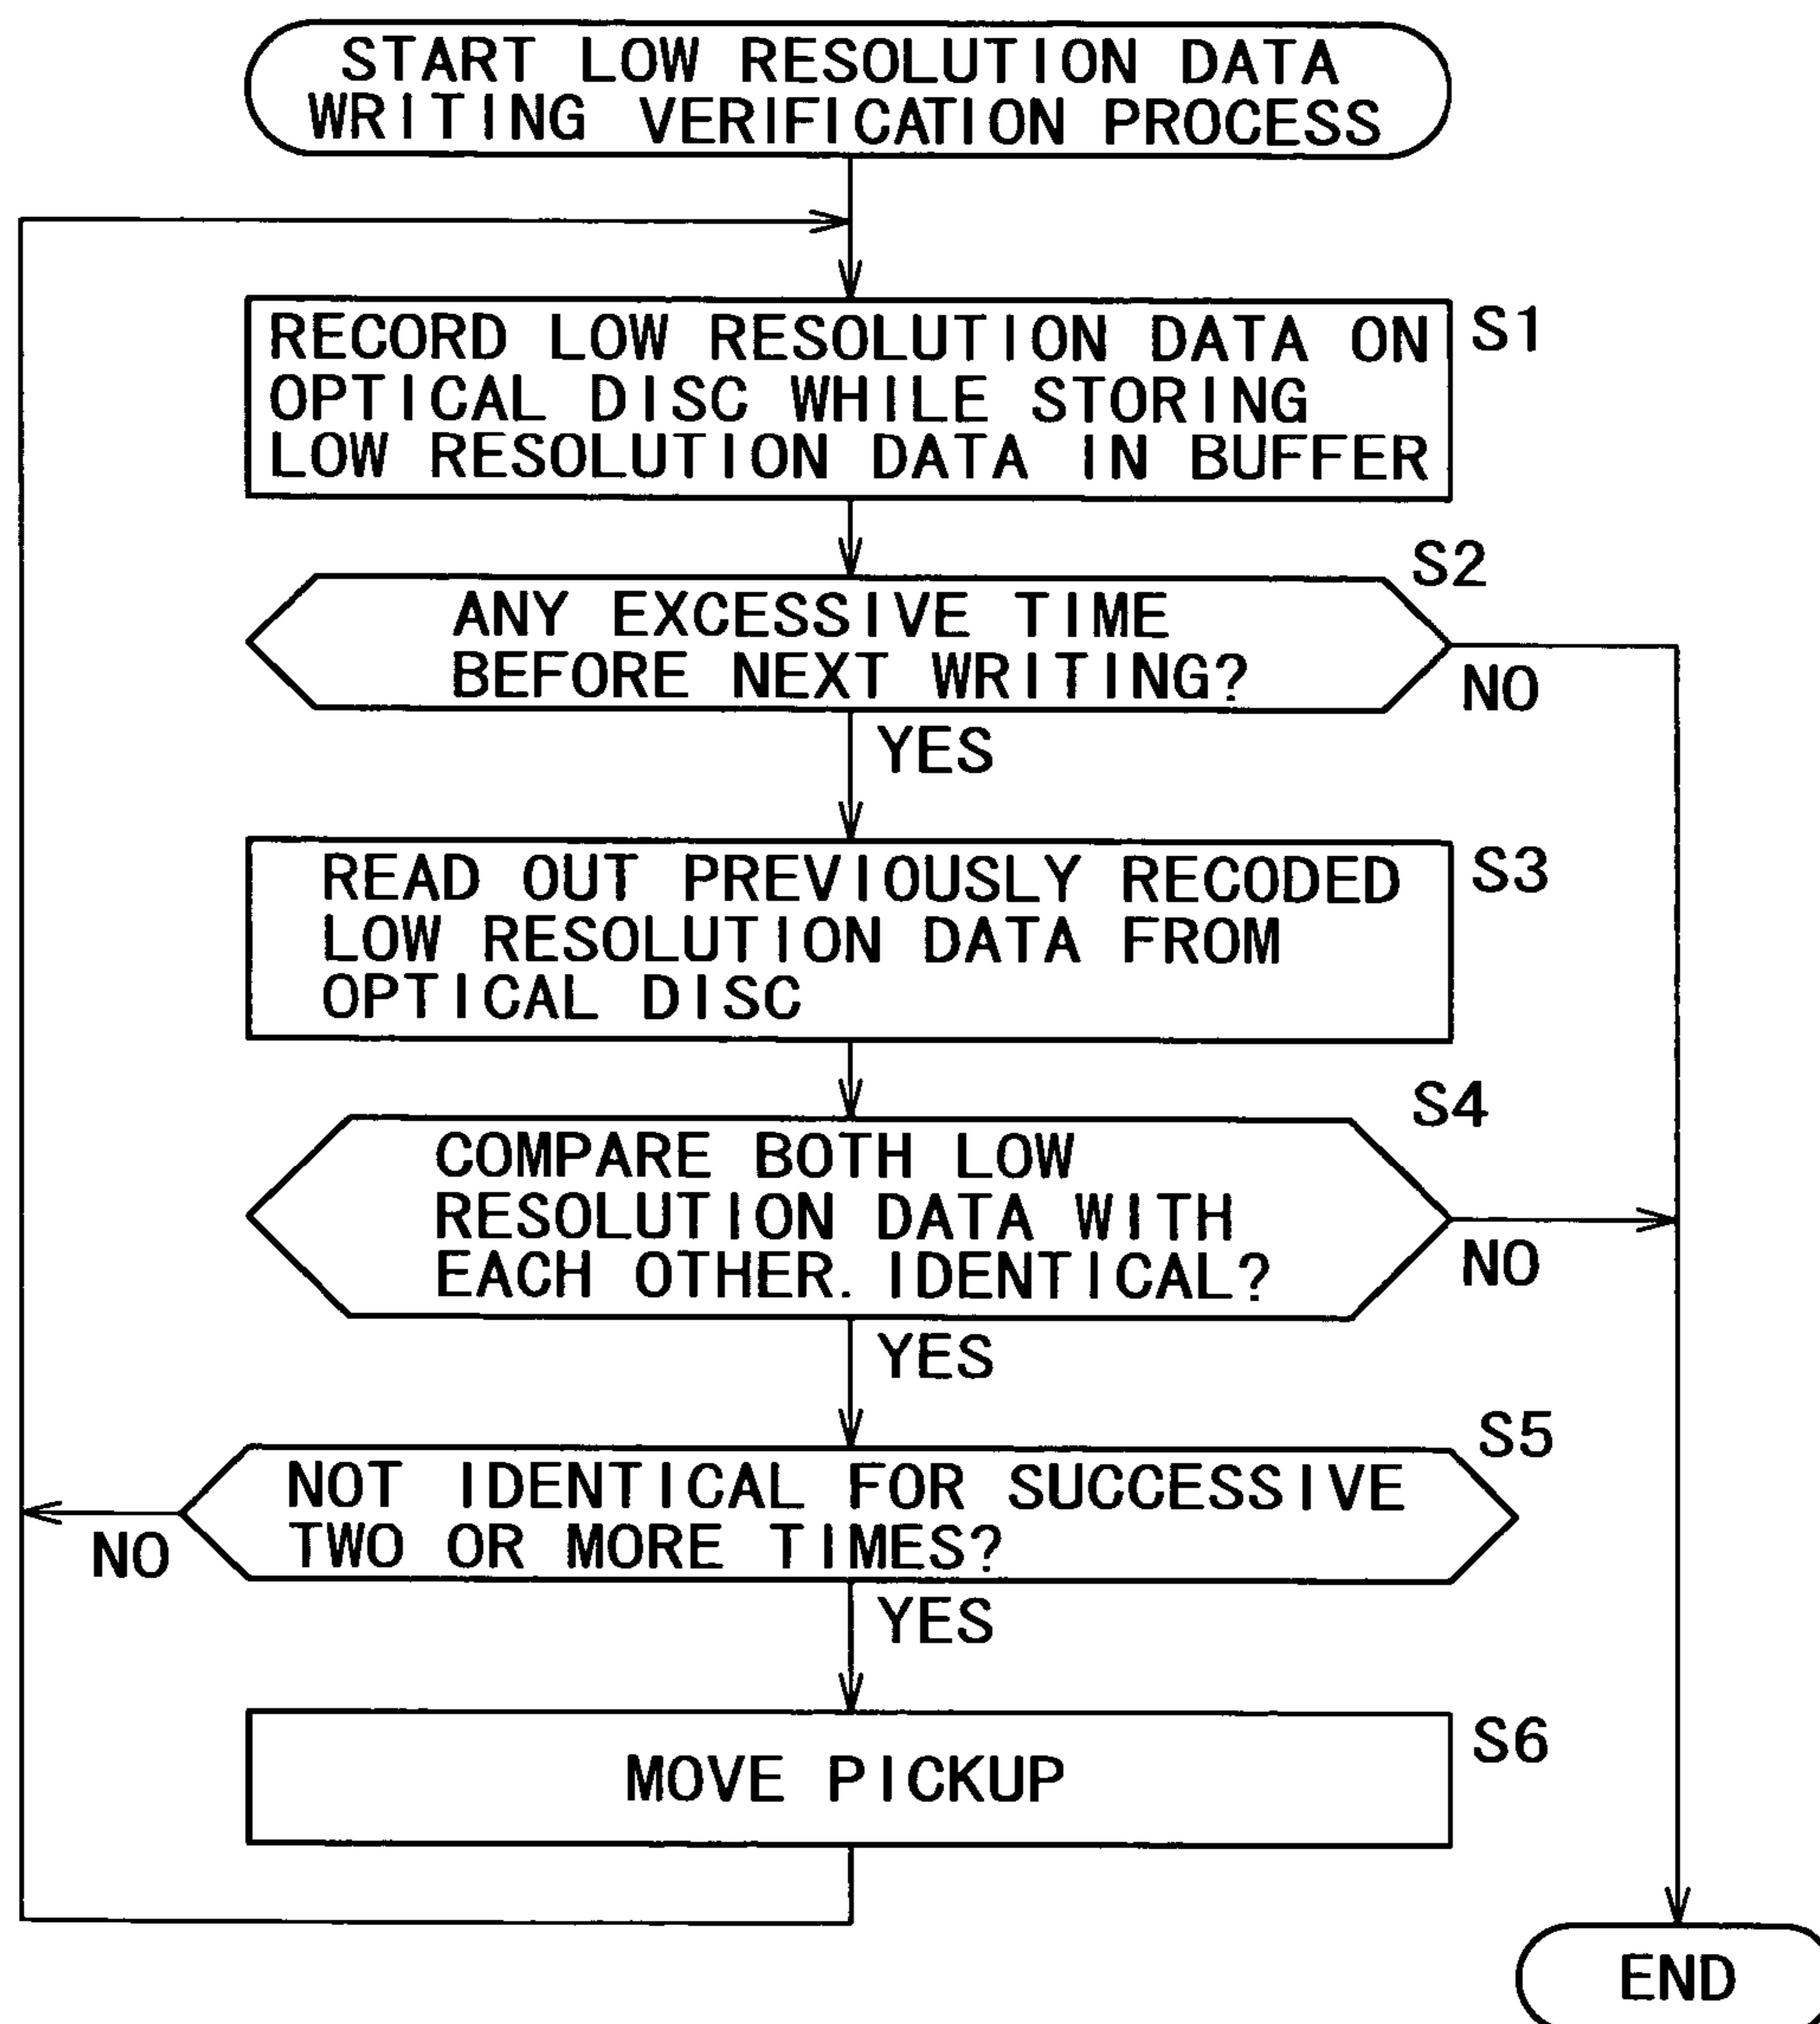 START LOW RESOLUTION DATA
WRITING VERIFICATION PROCESS
RECORD LOW RESOLUTION DATA ON
OPTICAL DISC WHILE STORING
LOW RESOLUTION DATA IN BUFFER
S1
S2
ANY EXCESSIVE TIME
BEFORE NEXT WRITING?
NO
YES
READ OUT PREVIOUSLY RECODED
LOW RESOLUTION DATA FROM
OPTICAL DISC
S3
S4
COMPARE BOTH LOW
RESOLUTION DATA WITH
EACH OTHER. IDENTICAL?
NO
YES
S5
NOT IDENTICAL FOR SUCCESSIVE
TWO OR MORE TIMES?
NO
YES
S6
MOVE PICKUP
END